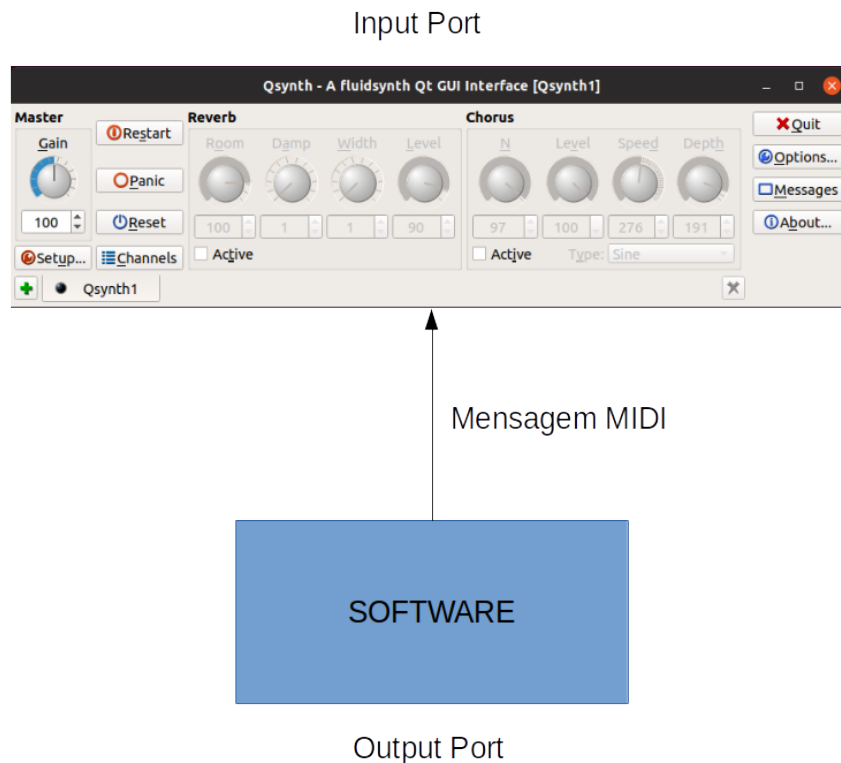 Input Port
Qsynth - A fluidsynth Qt GUI Interface [Qsynth1]
Master
Gain
100
Restart
Panic
Reset
Setup...
Channels
Reverb
Room Damp Width Level
100 1 1 90
Active
Chorus
N Level Speed Depth
97 100 276 191
Active Type: Sine
Quit
Options...
Messages
About...
Qsynth1
Mensagem MIDI
SOFTWARE
Output Port